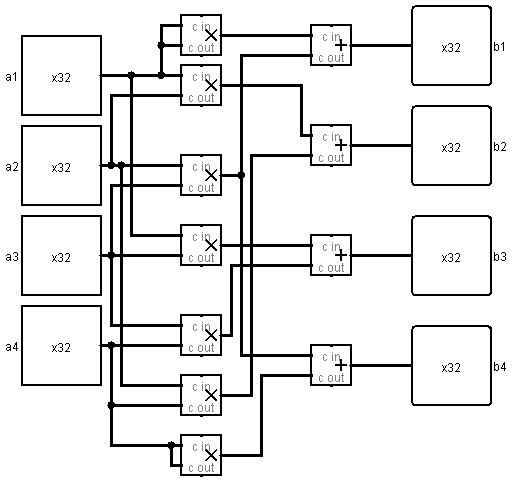 a1 x32
a2 x32
a3 x32
a4 x32
c in
× c out
c in
× c out
c in
× c out
c in
× c out
c in
× c out
c in
× c out
c in
× c out
c in
+ c out
c in
+ c out
c in
+ c out
c in
+ c out
x32 b1
x32 b2
x32 b3
x32 b4